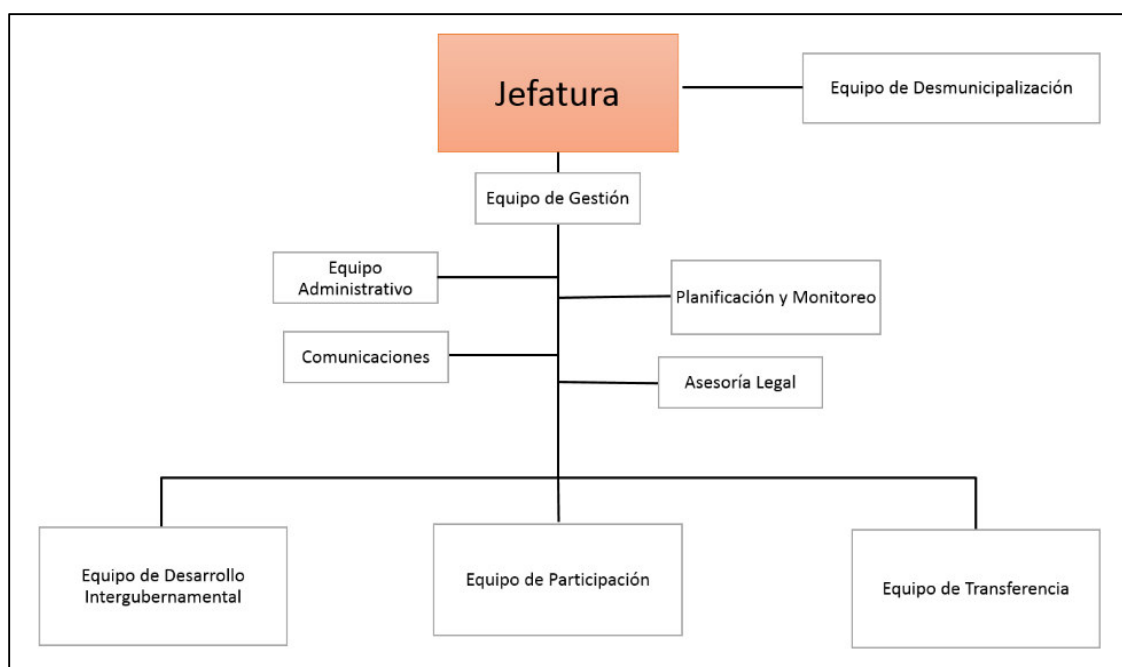 Jefatura
Equipo de Desmunicipalización
Equipo de Gestión
Equipo
Administrativo
Planificación y Monitoreo
Comunicaciones
Asesoría Legal
Equipo de Desarrollo
Intergubernamental
Equipo de Participación
Equipo de Transferencia